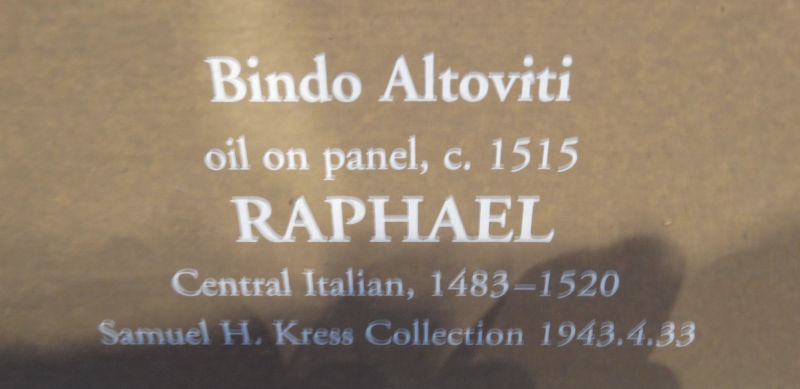 Bindo Altoviti
oil on panel, c. 1515
RAPHAEL
Central Italian, 1483–1520
Samuel H. Kress Collection 1943.4.33